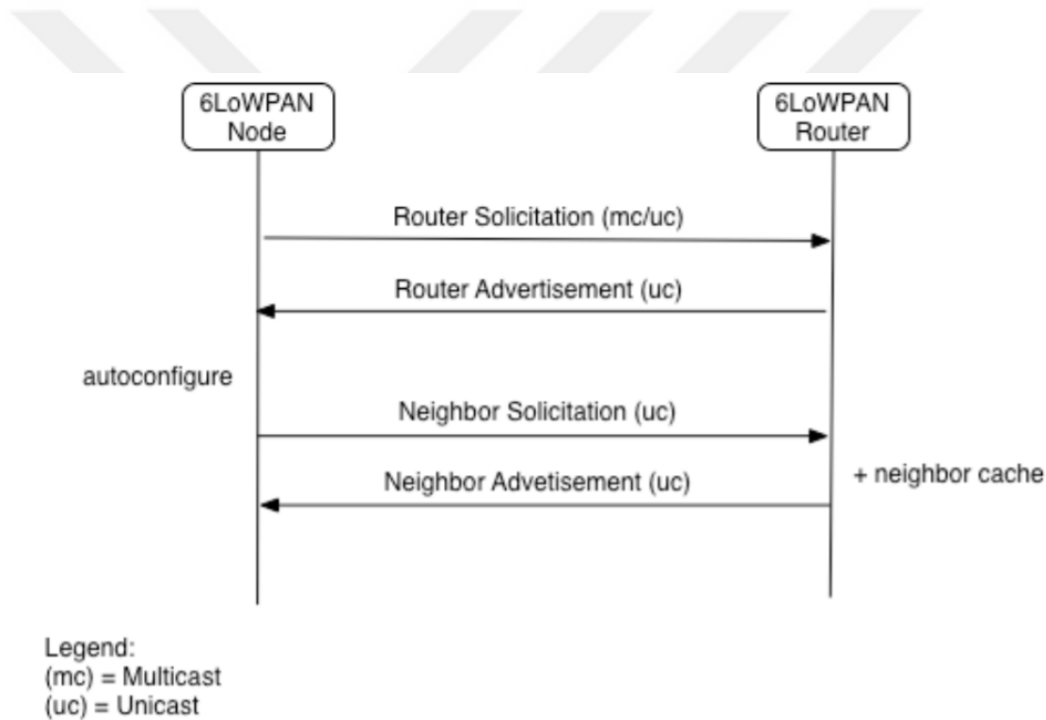 6LoWPAN
Node
6LoWPAN
Router
Router Solicitation (mc/uc)
Router Advertisement (uc)
autoconfigure
Neighbor Solicitation (uc)
Neighbor Advetisement (uc)
+ neighbor cache
Legend:
(mc) = Multicast
(uc) = Unicast